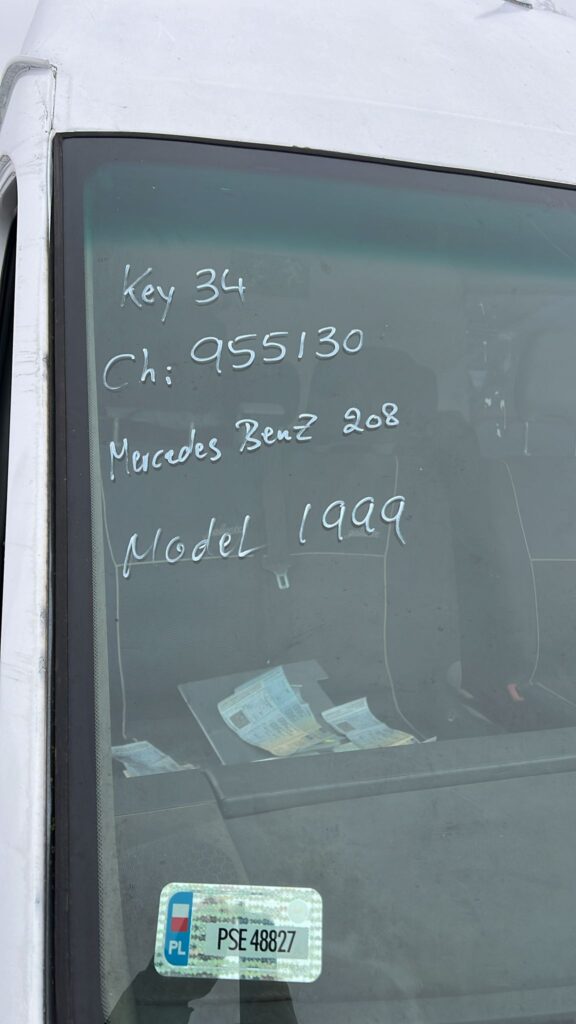 Key 34
Ch: 955130
Mercedes Benz 208
Model 1999
PL PSE 48827